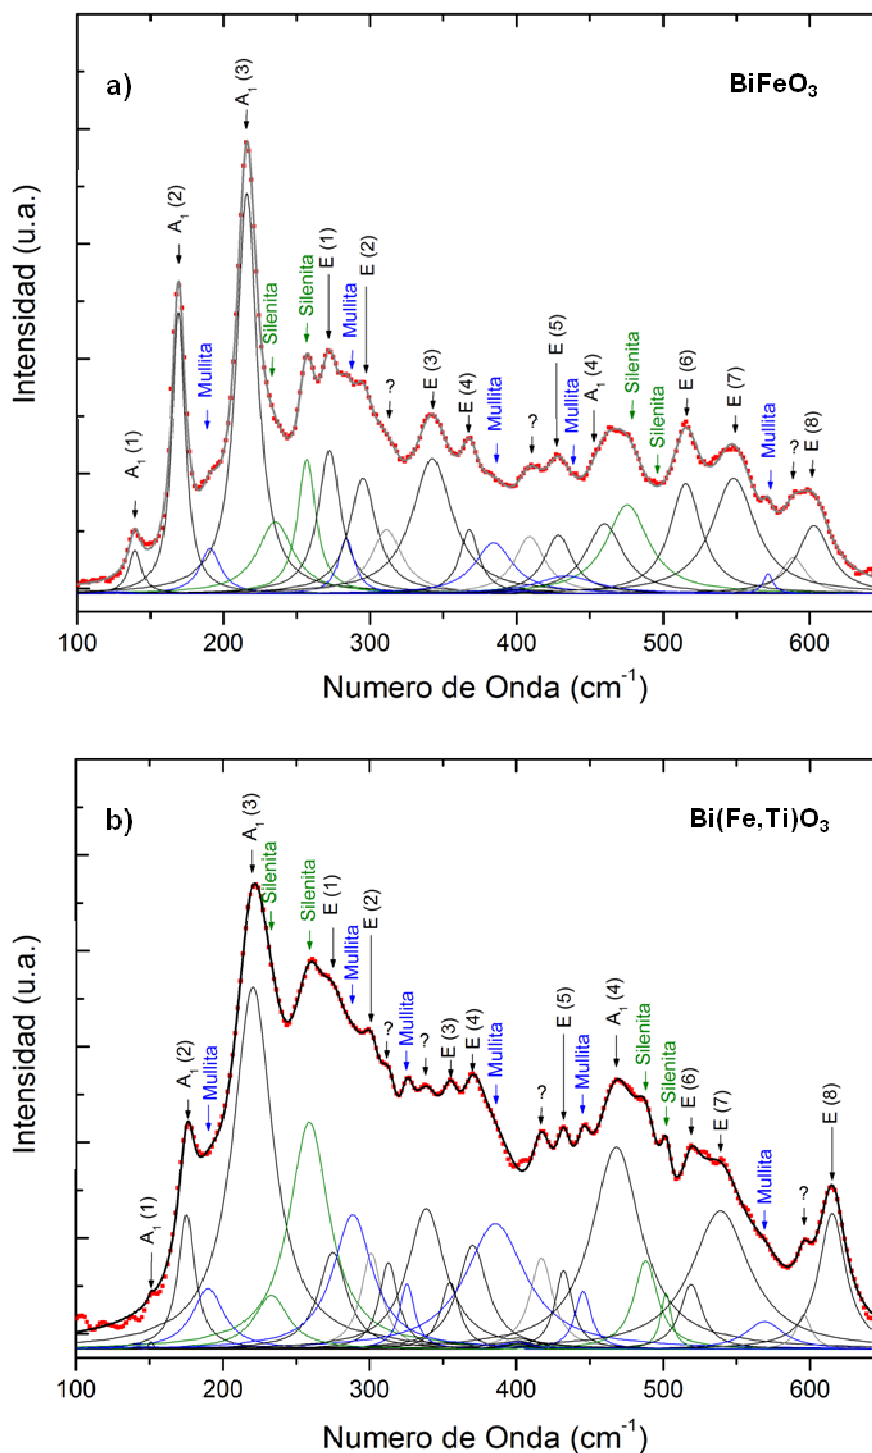 a)
BiFeO3
A1 (1)
A1 (2)
Mullita
A1 (3)
Silenita
Silenita
E (1)
Mullita
E (2)
?
E (3)
E (4)
Mullita
?
E (5)
Mullita
A1 (4)
Silenita
Silenita
E (6)
E (7)
Mullita
?
E (8)
Intensidad (u.a.)
100 200 300 400 500 600
Numero de Onda (cm-1)
b)
Bi(Fe,Ti)O3
A1 (1)
A1 (2)
Mullita
A1 (3)
Silenita
Silenita
E (1)
Mullita
E (2)
?
Mullita
?
E (3)
E (4)
Mullita
?
E (5)
Mullita
A1 (4)
Silenita
Silenita
E (6)
E (7)
Mullita
?
E (8)
Intensidad (u.a.)
100 200 300 400 500 600
Numero de Onda (cm-1)